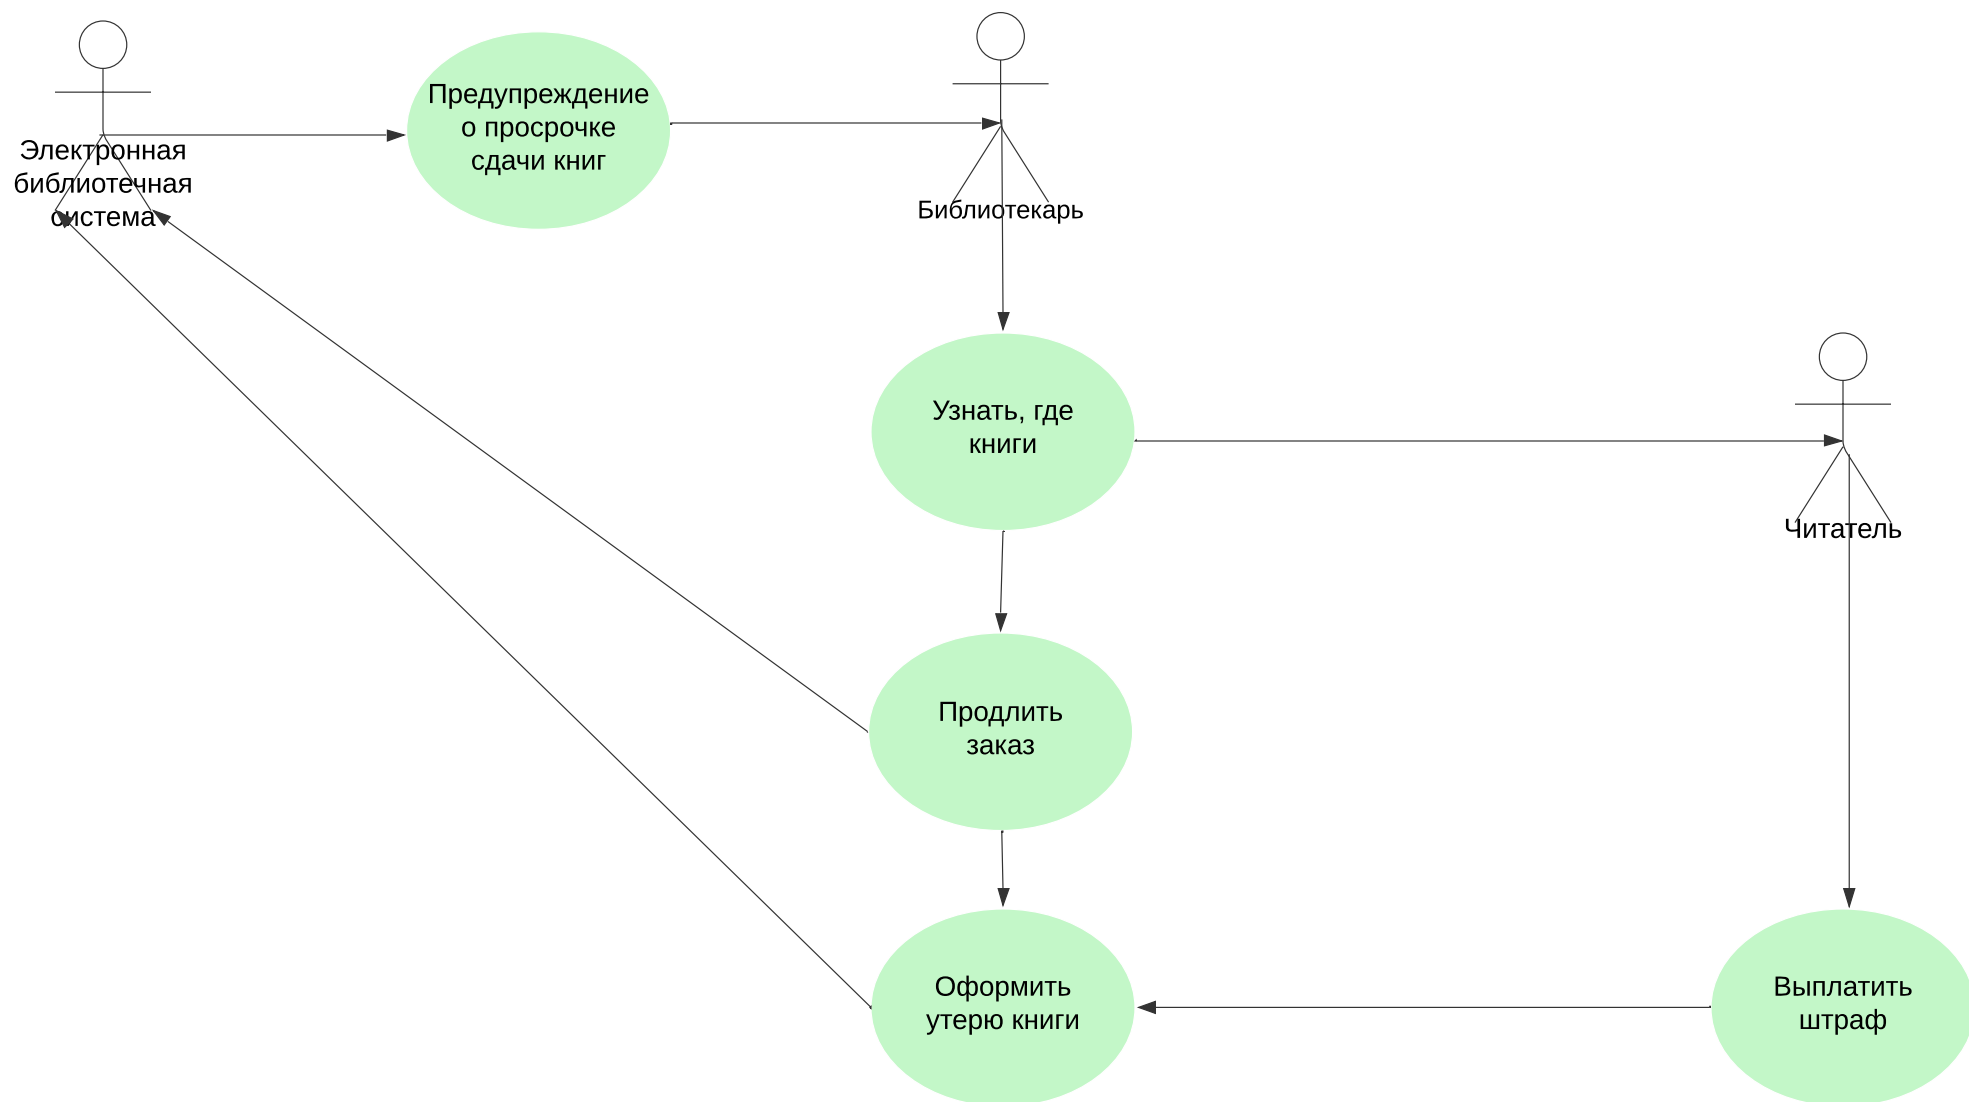 Предупреждение
о просрочке
сдачи книг
Электронная
библиотечная
система
Библиотекарь
Узнать, где
книги
Читатель
Продлить
заказ
Оформить
утерю книги
Выплатить
штраф